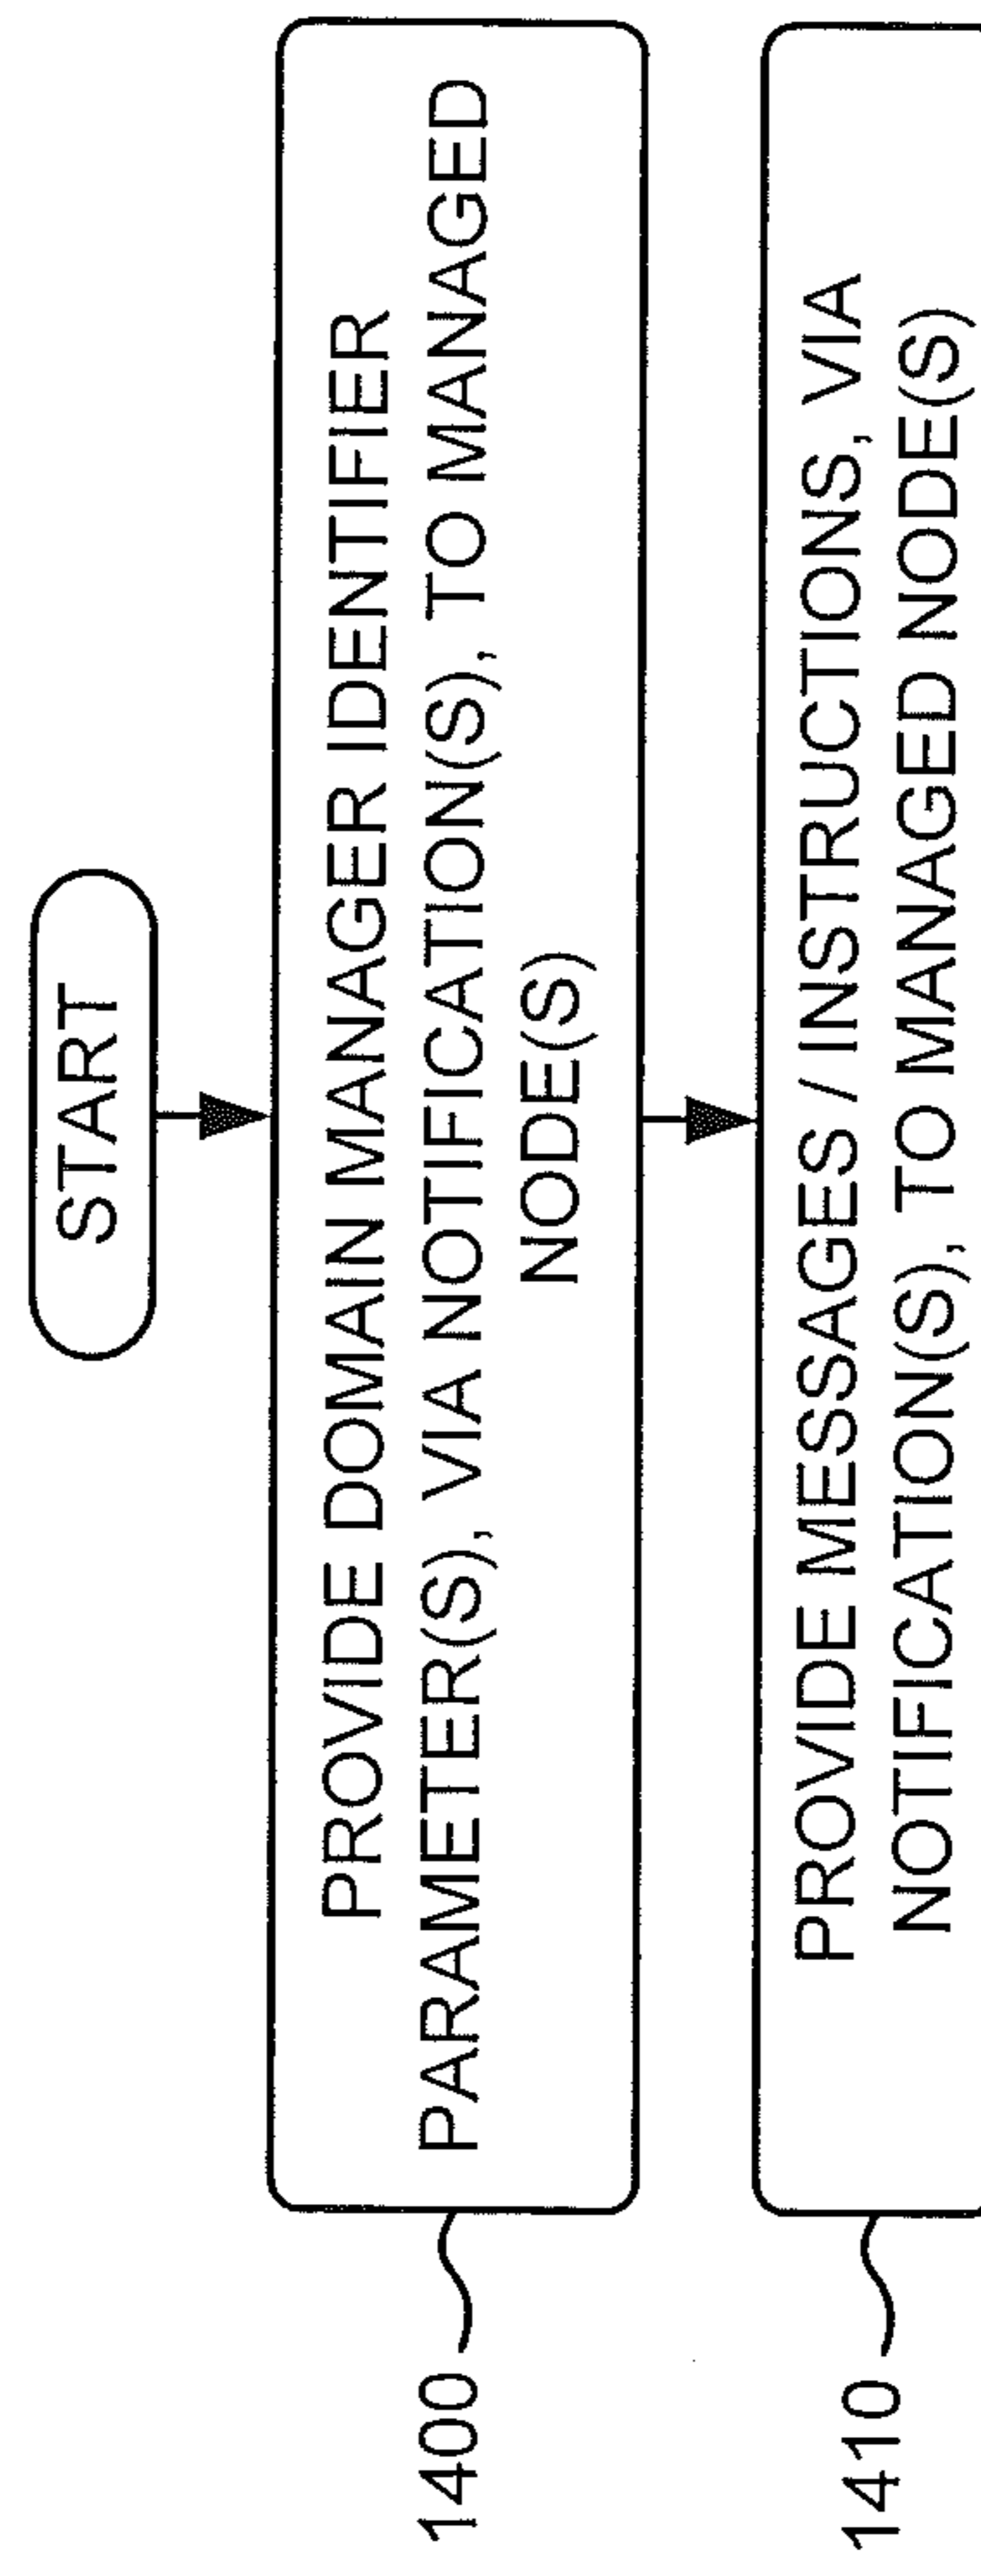 START
PROVIDE DOMAIN MANAGER IDENTIFIER
PARAMETER(S), VIA NOTIFICATION(S), TO MANAGED
NODE(S)
1400
PROVIDE MESSAGES / INSTRUCTIONS, VIA
NOTIFICATION(S), TO MANAGED NODE(S)
1410